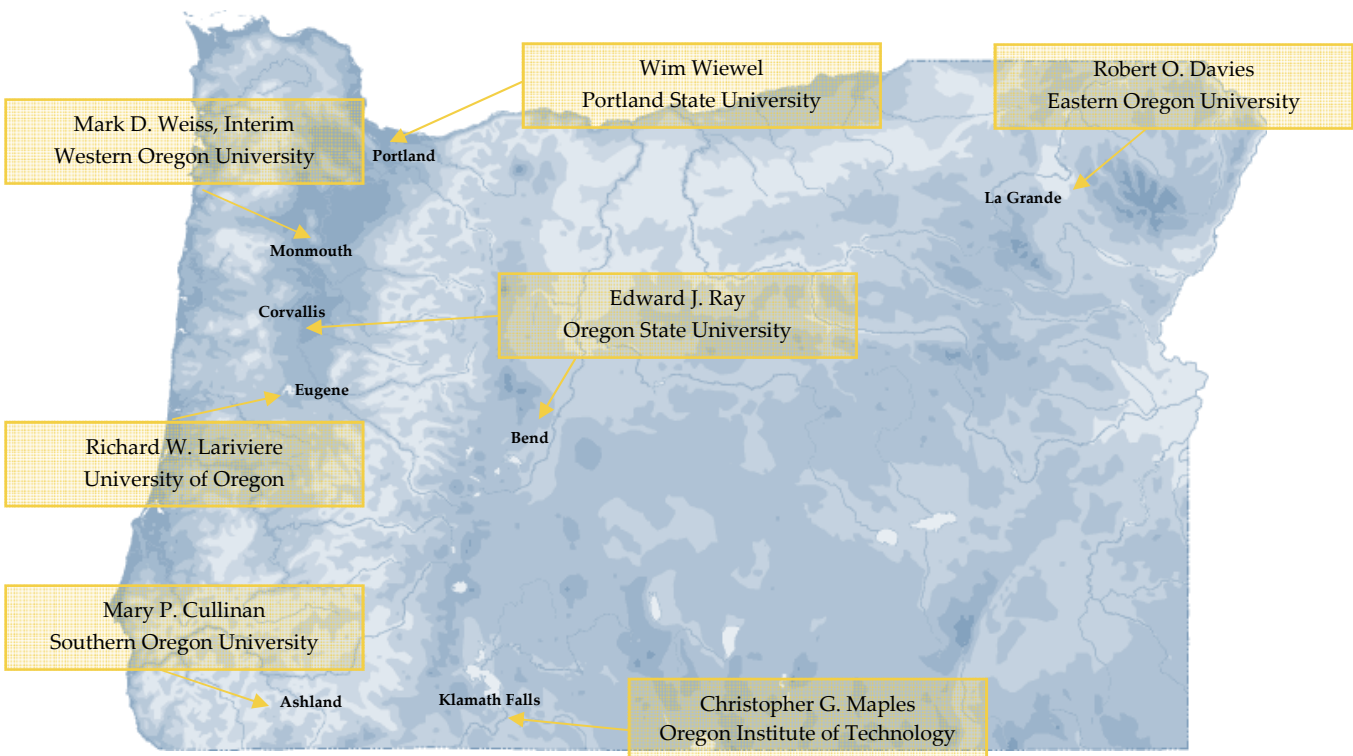 Wim Wiewel
Portland State University
Robert O. Davies
Eastern Oregon University
Mark D. Weiss, Interim
Western Oregon University
Portland
La Grande
Monmouth
Edward J. Ray
Oregon State University
Corvallis
Eugene
Bend
Richard W. Lariviere
University of Oregon
Mary P. Cullinan
Southern Oregon University
Ashland
Klamath Falls
Christopher G. Maples
Oregon Institute of Technology